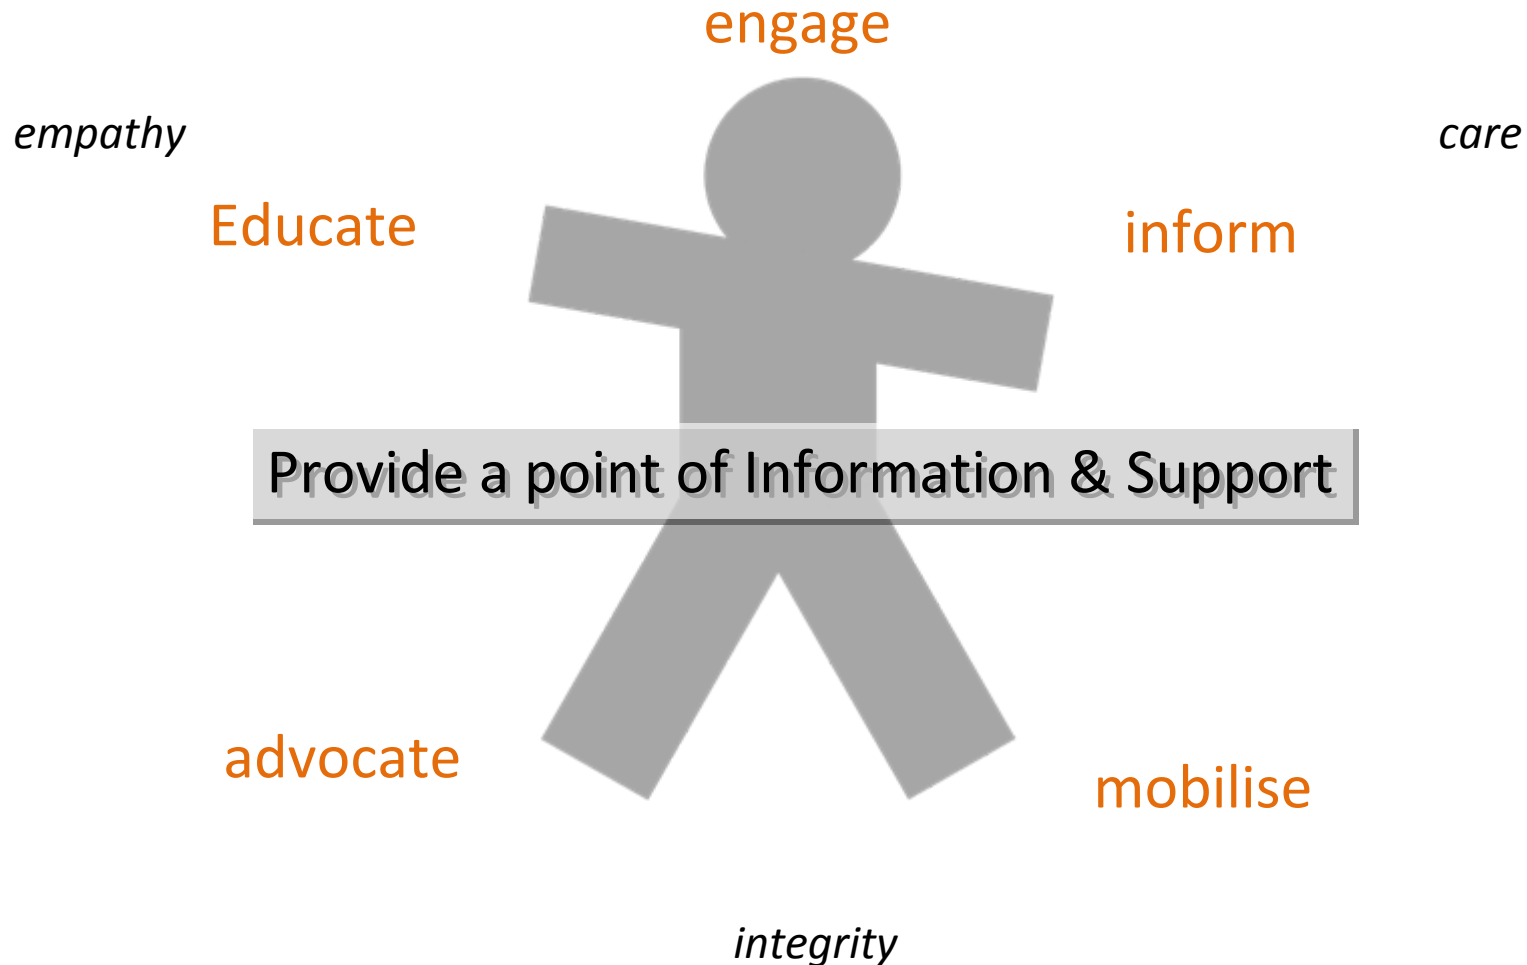 engage
empathy
care
Educate
inform
Provide a point of Information & Support
advocate
mobilise
integrity